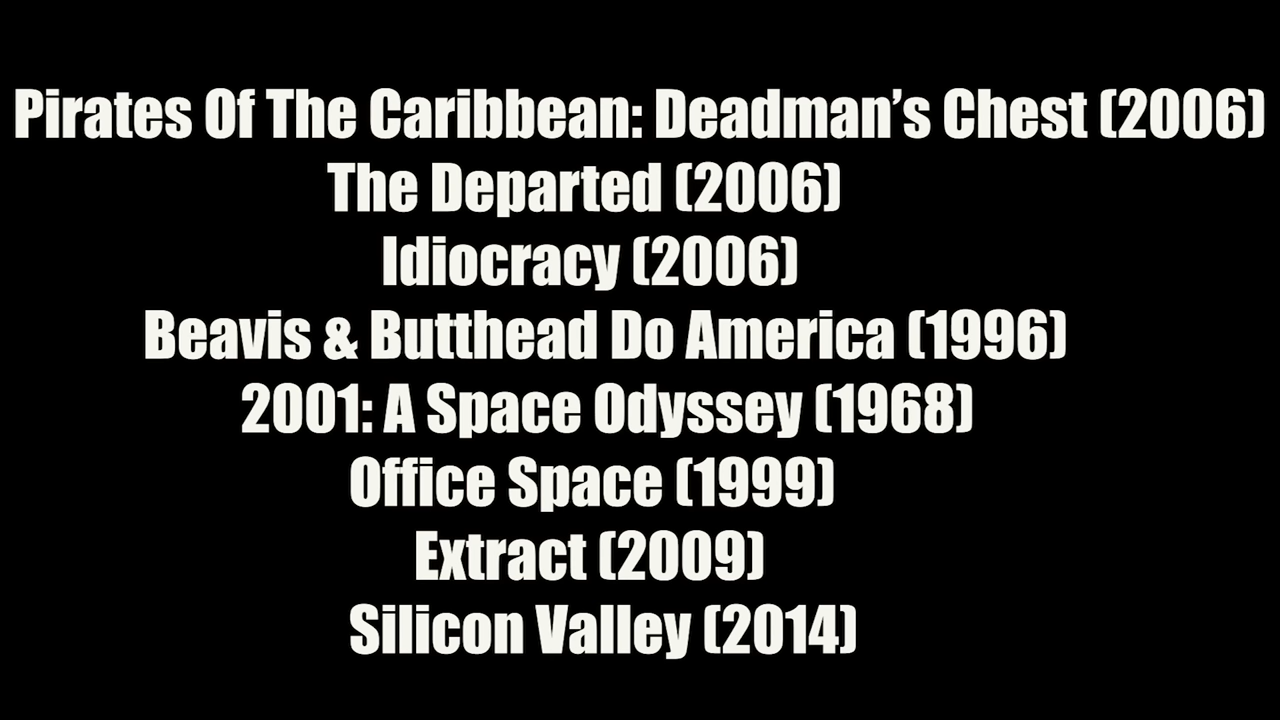 Pirates Of The Caribbean: Deadman’s Chest (2006)
The Departed (2006)
Idiocracy (2006)
Beavis & Butthead Do America (1996)
2001: A Space Odyssey (1968)
Office Space (1999)
Extract (2009)
Silicon Valley (2014)